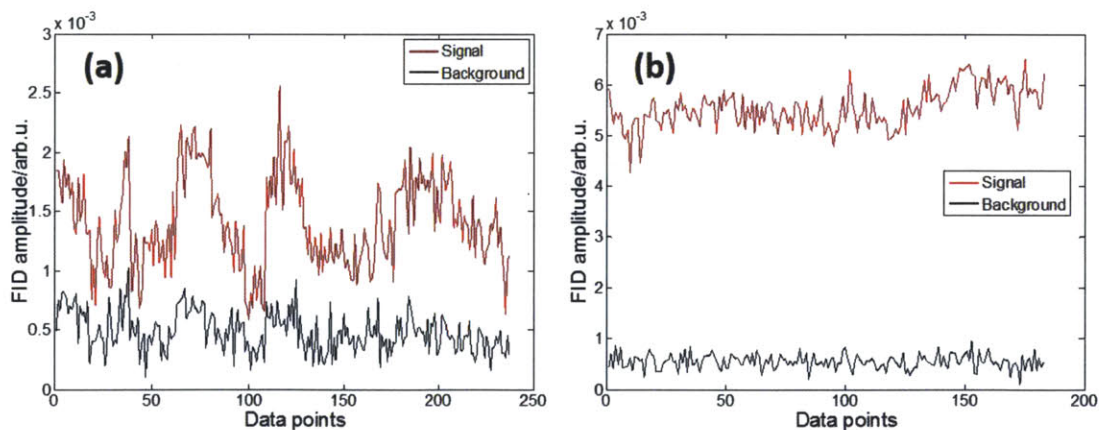 x 10⁻³
(a)
Signal
Background
3
2.5
2
1.5
1
0.5
0
FID amplitude/arb.u.
0 50 100 150 200 250
Data points
x 10⁻³
(b)
7
6
5
4
3
2
1
0
Signal
Background
FID amplitude/arb.u.
0 50 100 150 200
Data points